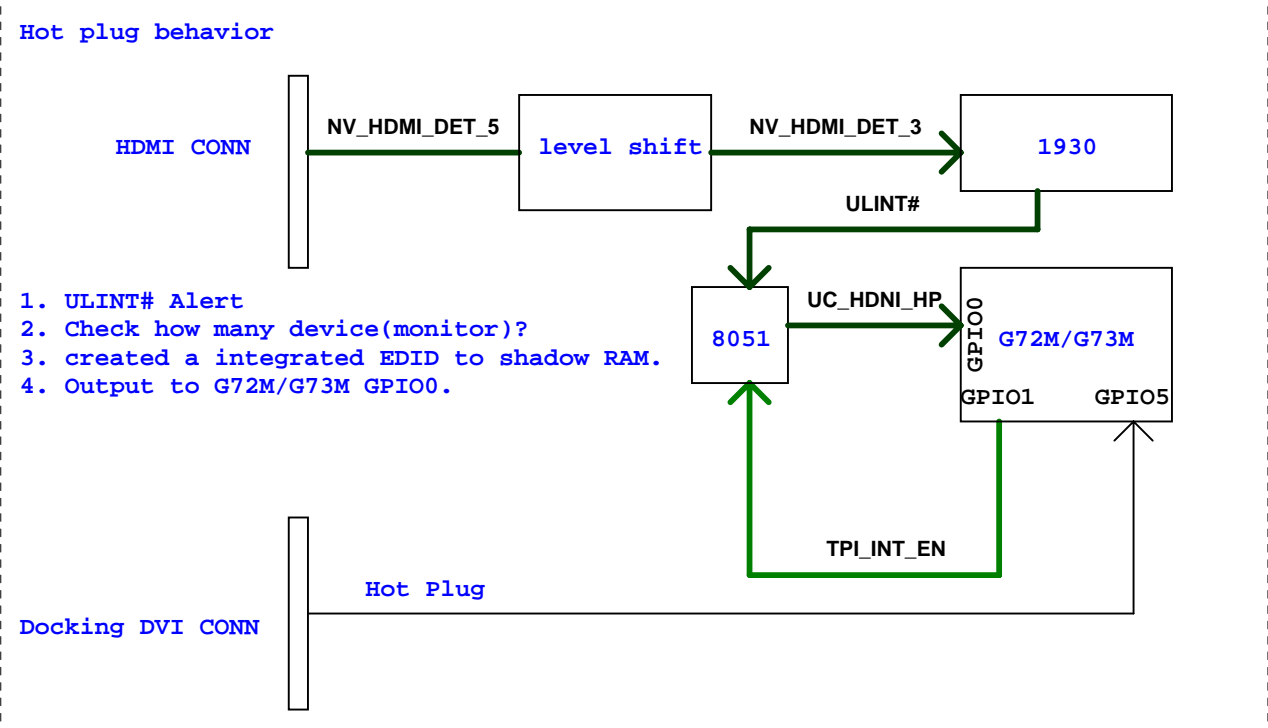 Hot plug behavior
HDMI CONN
NV_HDMI_DET_5
level shift
NV_HDMI_DET_3
1930
ULINT#
1. ULINT# Alert
2. Check how many device(monitor)?
3. created a integrated EDID to shadow RAM.
4. Output to G72M/G73M GPIO0.
8051
UC_HDNI_HP
GPIO0
G72M/G73M
GPIO1
GPIO5
TPI_INT_EN
Hot Plug
Docking DVI CONN